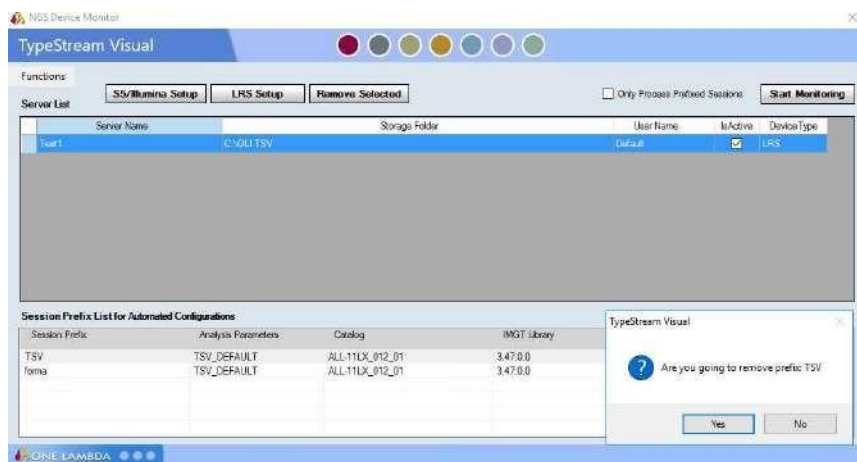 NGS Device Monitor
TypeStream Visual
Functions
Server List
S5/Illumina Setup
LRS Setup
Remove Selected
Only Process Prefixed Sessions
Start Monitoring
Server Name Storage Folder User Name IsActive DeviceType
Test1 C:\OLI TSV Default LRS
Session Prefix List for Automated Configurations
Session Prefix Analysis Parameters Catalog IMGT Library
TSV TSV_DEFAULT ALL-11LX_012_01 3.47.0.0
forna TSV_DEFAULT ALL-11LX_012_01 3.47.0.0
TypeStream Visual
Are you going to remove prefix: TSV
Yes
No
ONE LAMBDA